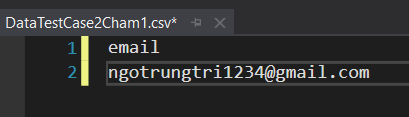 DataTestCase2Cham1.csv*
1 email
2 ngotrungtri1234@gmail.com